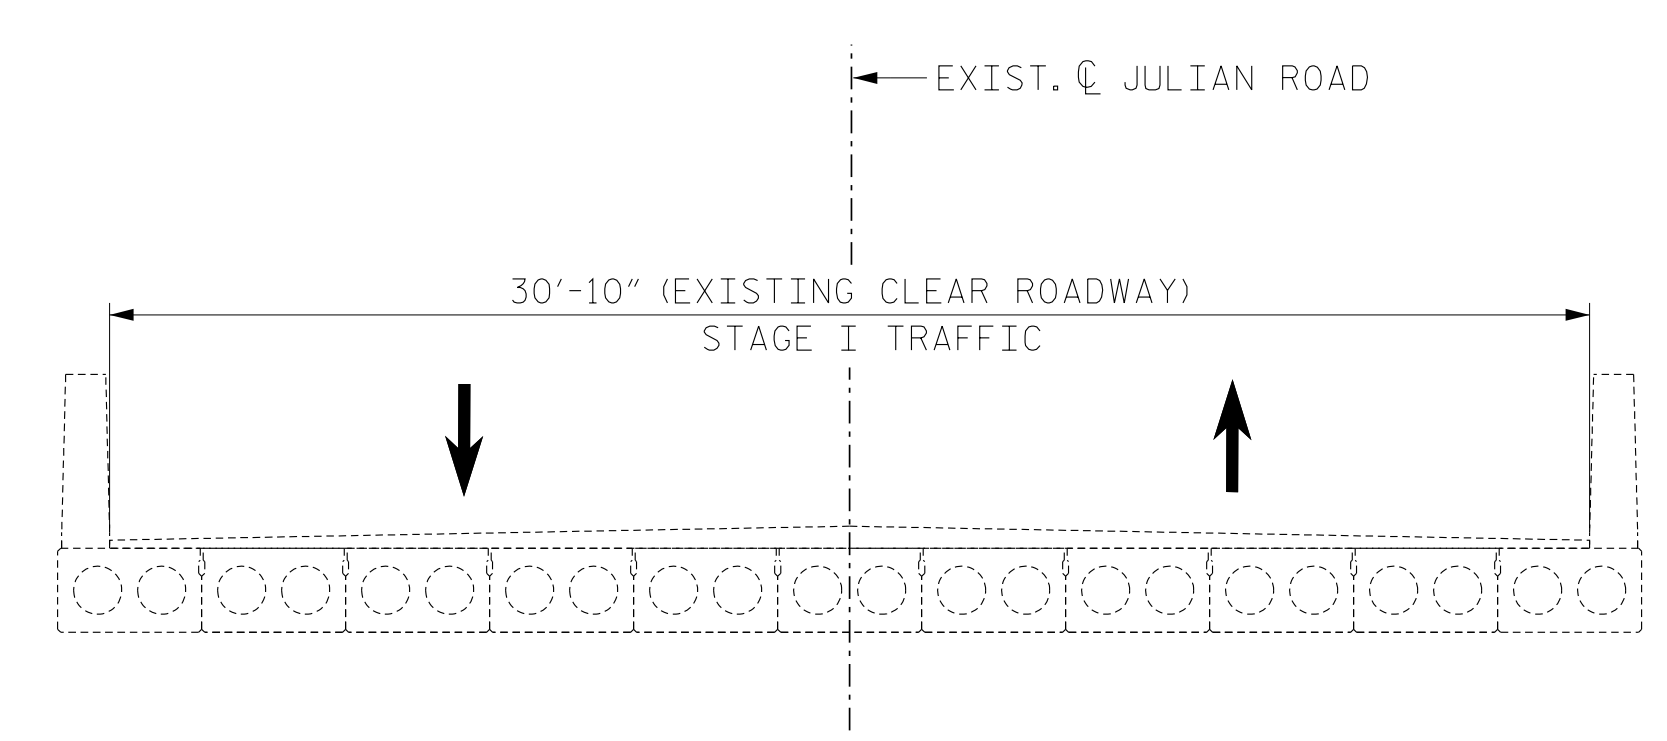 EXIST. ℄ JULIAN ROAD
30'-10" (EXISTING CLEAR ROADWAY)
STAGE I TRAFFIC